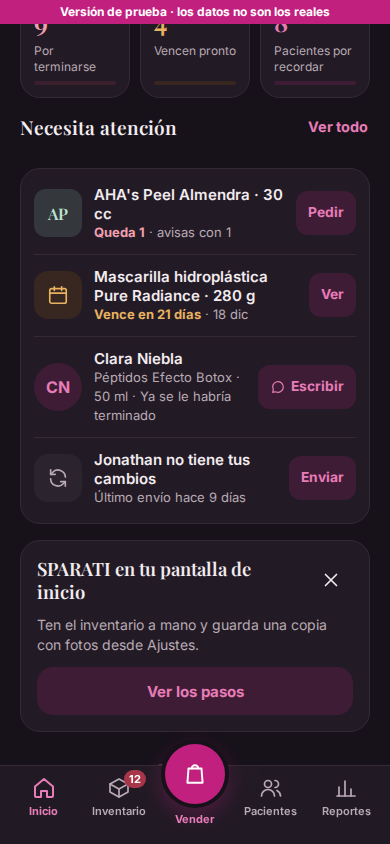 Versión de prueba · los datos no son los reales
9
4
8
Por
terminarse
Vencen pronto
Pacientes por
recordar
Necesita atención
Ver todo
AP
AHA's Peel Almendra · 30
cc
Queda 1 · avisas con 1
Pedir
Mascarilla hidroplástica
Pure Radiance · 280 g
Vence en 21 días · 18 dic
Ver
CN
Clara Niebla
Péptidos Efecto Botox ·
50 ml · Ya se le habría
terminado
Escribir
Jonathan no tiene tus
cambios
Último envío hace 9 días
Enviar
SPARATI en tu pantalla de
inicio
Ten el inventario a mano y guarda una copia
con fotos desde Ajustes.
Ver los pasos
12
Inicio
Inventario
Vender
Pacientes
Reportes